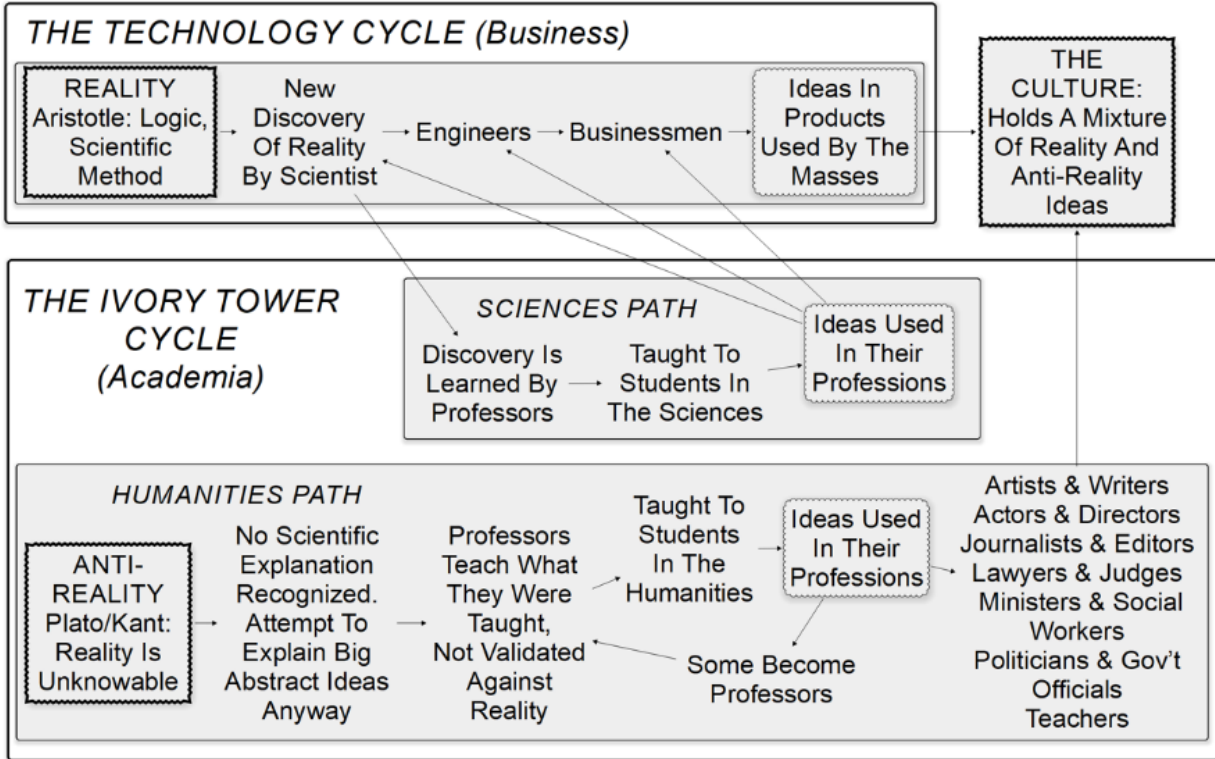 THE TECHNOLOGY CYCLE (Business)
REALITY
Aristotle: Logic,
Scientific
Method
New
Discovery
Of Reality
By Scientist
Engineers
Businessmen
Ideas In
Products
Used By The
Masses
THE
CULTURE:
Holds A Mixture
Of Reality And
Anti-Reality
Ideas
THE IVORY TOWER
CYCLE
(Academia)
SCIENCES PATH
Discovery Is
Learned By
Professors
Taught To
Students In
The Sciences
Ideas Used
In Their
Professions
HUMANITIES PATH
ANTI-
REALITY
Plato/Kant:
Reality Is
Unknowable
No Scientific
Explanation
Recognized.
Attempt To
Explain Big
Abstract Ideas
Anyway
Professors
Teach What
They Were
Taught,
Not Validated
Against
Reality
Taught To
Students
In The
Humanities
Ideas Used
In Their
Professions
Some Become
Professors
Artists & Writers
Actors & Directors
Journalists & Editors
Lawyers & Judges
Ministers & Social
Workers
Politicians & Gov't
Officials
Teachers